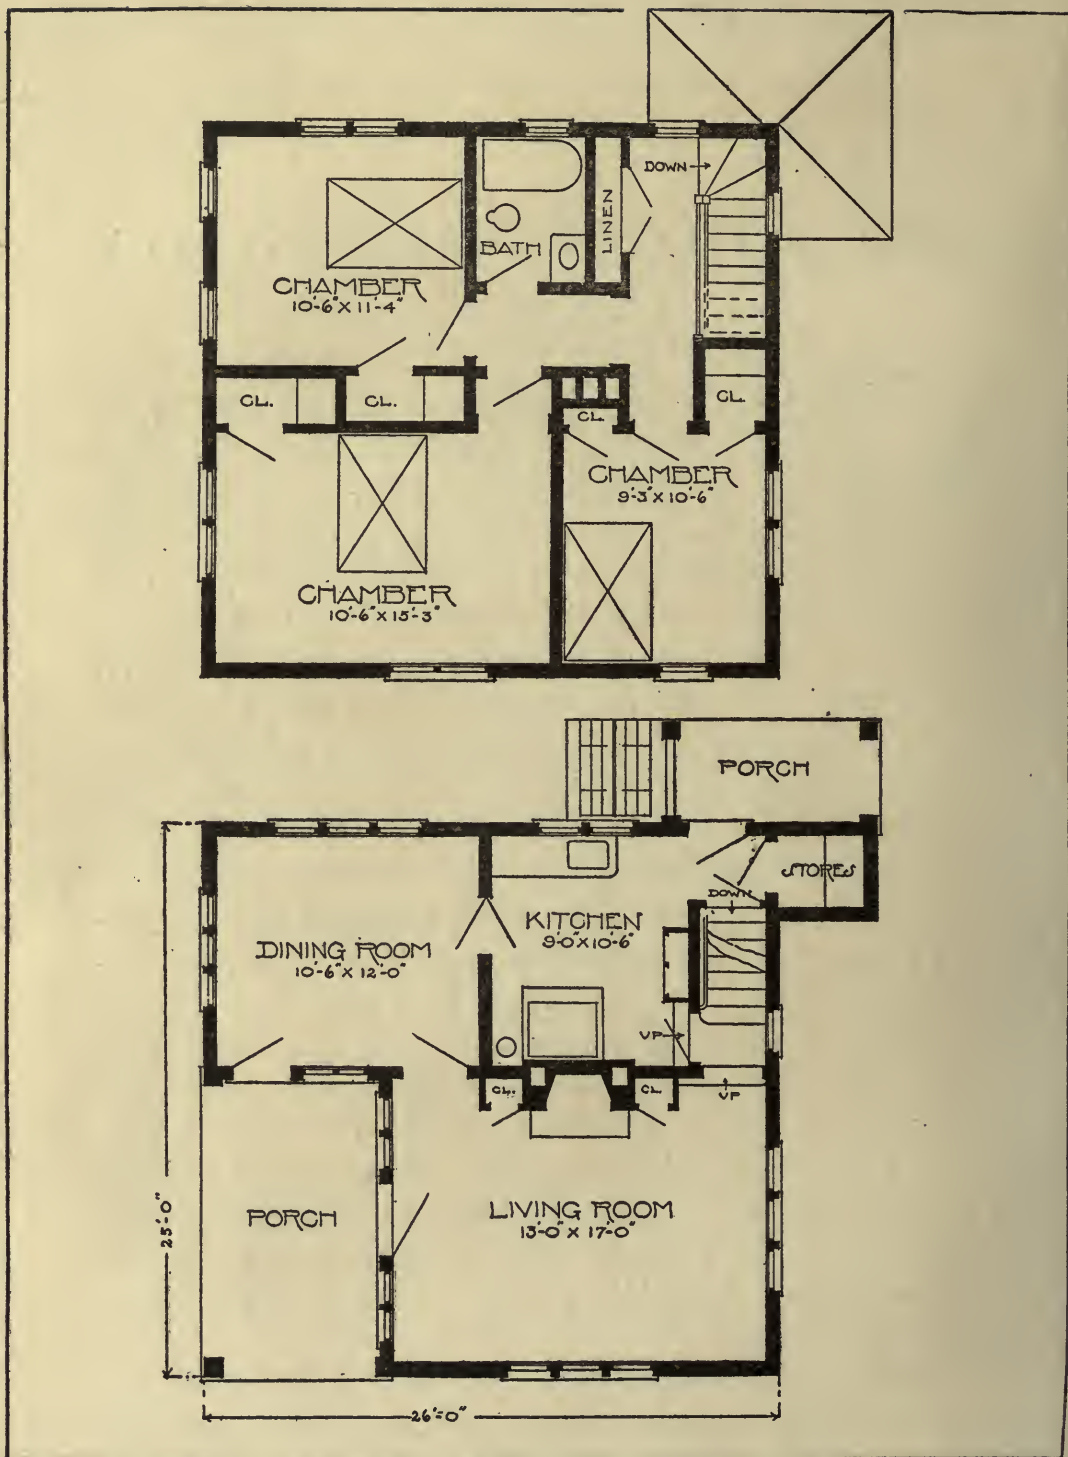 DOWN
LINEN
BATH
CHAMBER
10'-6" X 11'-4"
CL.
CL.
CL.
CL.
CHAMBER
9'-3" X 10'-6"
CHAMBER
10'-6" X 15'-3"
PORCH
STORES
DOWN
KITCHEN
9'-0" X 10'-6"
DINING ROOM
10'-6" X 12'-0"
UP
CL.
CL.
UP
LIVING ROOM
13'-0" X 17'-0"
PORCH
25'-0"
26'-0"